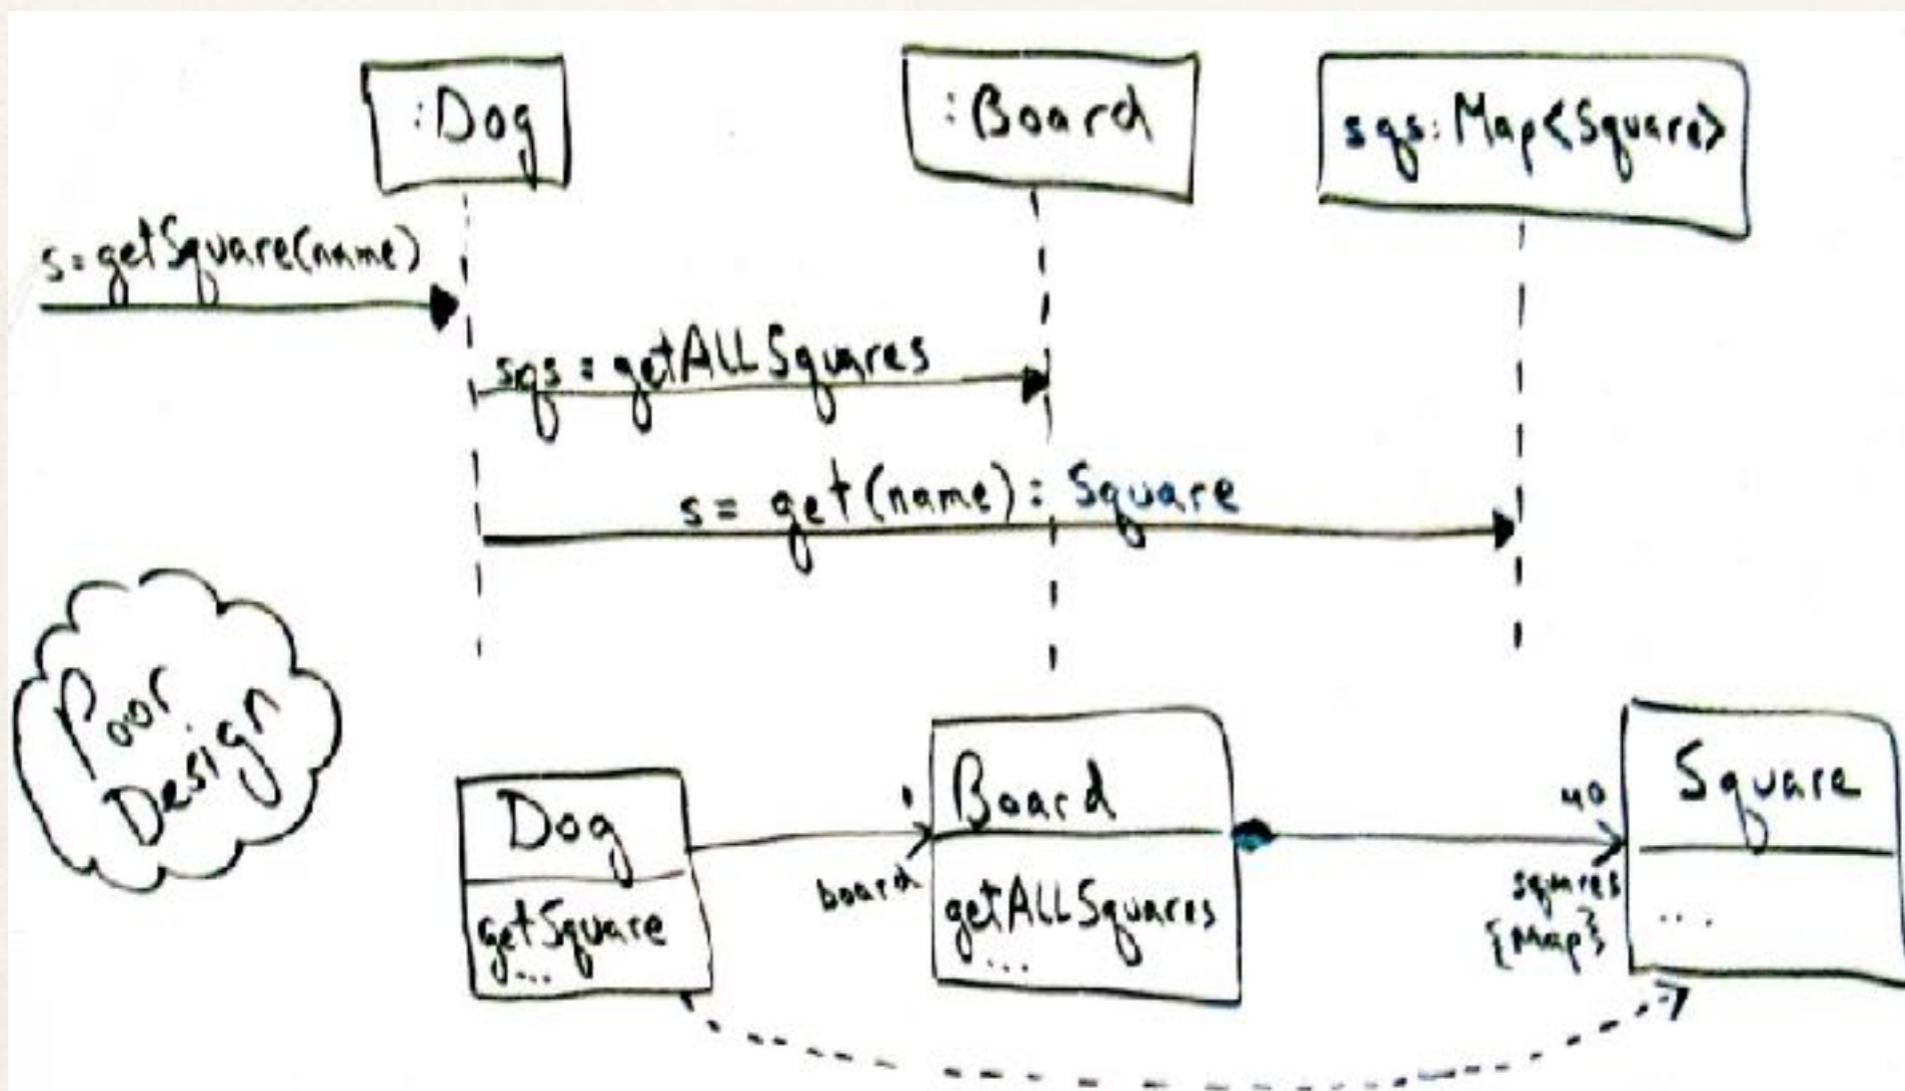 :Dog
:Board
sqs: Map<Square>
s=getSquare(name)
sqs = getALLSquares
s= get(name): Square
Poor
Design
Dog
getSquare
...
1
board
Board
getALLSquares
...
40
squares
{Map}
Square
...